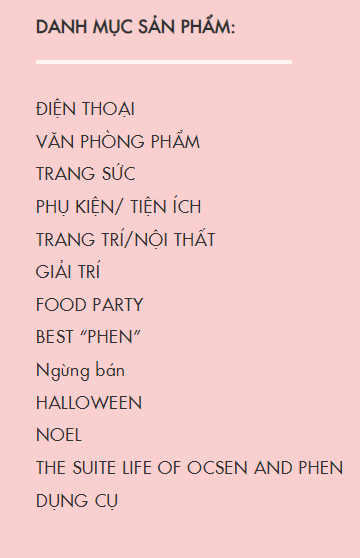 DANH MỤC SẢN PHẨM:
ĐIỆN THOẠI
VĂN PHÒNG PHẨM
TRANG SỨC
PHỤ KIỆN/ TIỆN ÍCH
TRANG TRÍ/NỘI THẤT
GIẢI TRÍ
FOOD PARTY
BEST “PHEN”
Ngừng bán
HALLOWEEN
NOEL
THE SUITE LIFE OF OCSEN AND PHEN
DỤNG CỤ